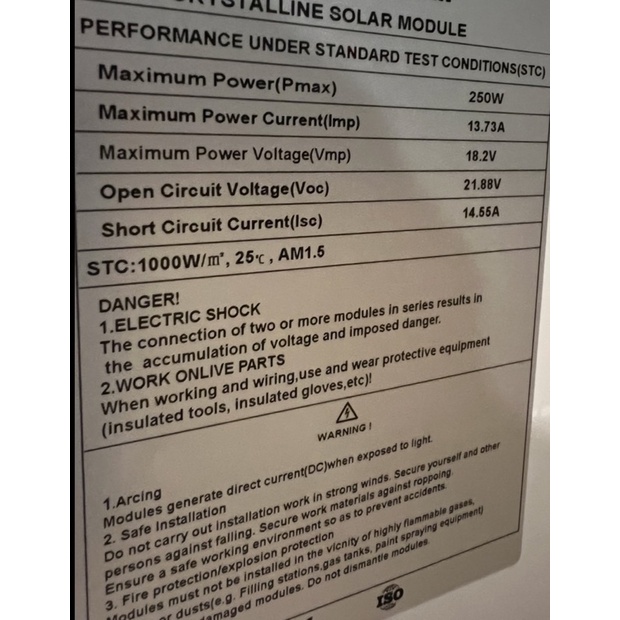 CRYSTALLINE SOLAR MODULE
PERFORMANCE UNDER STANDARD TEST CONDITIONS(STC)
Maximum Power(Pmax) 250W
Maximum Power Current(Imp) 13.73A
Maximum Power Voltage(Vmp) 18.2V
Open Circuit Voltage(Voc) 21.88V
Short Circuit Current(Isc) 14.55A
STC:1000W/m², 25℃, AM1.5
DANGER!
1.ELECTRIC SHOCK
The connection of two or more modules in series results in
the accumulation of voltage and imposed danger.
2.WORK ONLIVE PARTS
When working and wiring,use and wear protective equipment
(insulated tools, insulated gloves,etc)!
WARNING !
1.Arcing
Modules generate direct current(DC)when exposed to light.
2. Safe Installation
Do not carry out installation work in strong winds. Secure yourself and other
persons against falling. Secure work materials against ropping.
Ensure a safe working environment so as to prevent accidents.
3. Fire protection/explosion protection
Modules must not be installed in the vicnity of highly flammable gases,
r dusts(e.g. Filling stations,gas tanks, paint spraying equipment)
amaged modules. Do not dismantle modules.
ISO